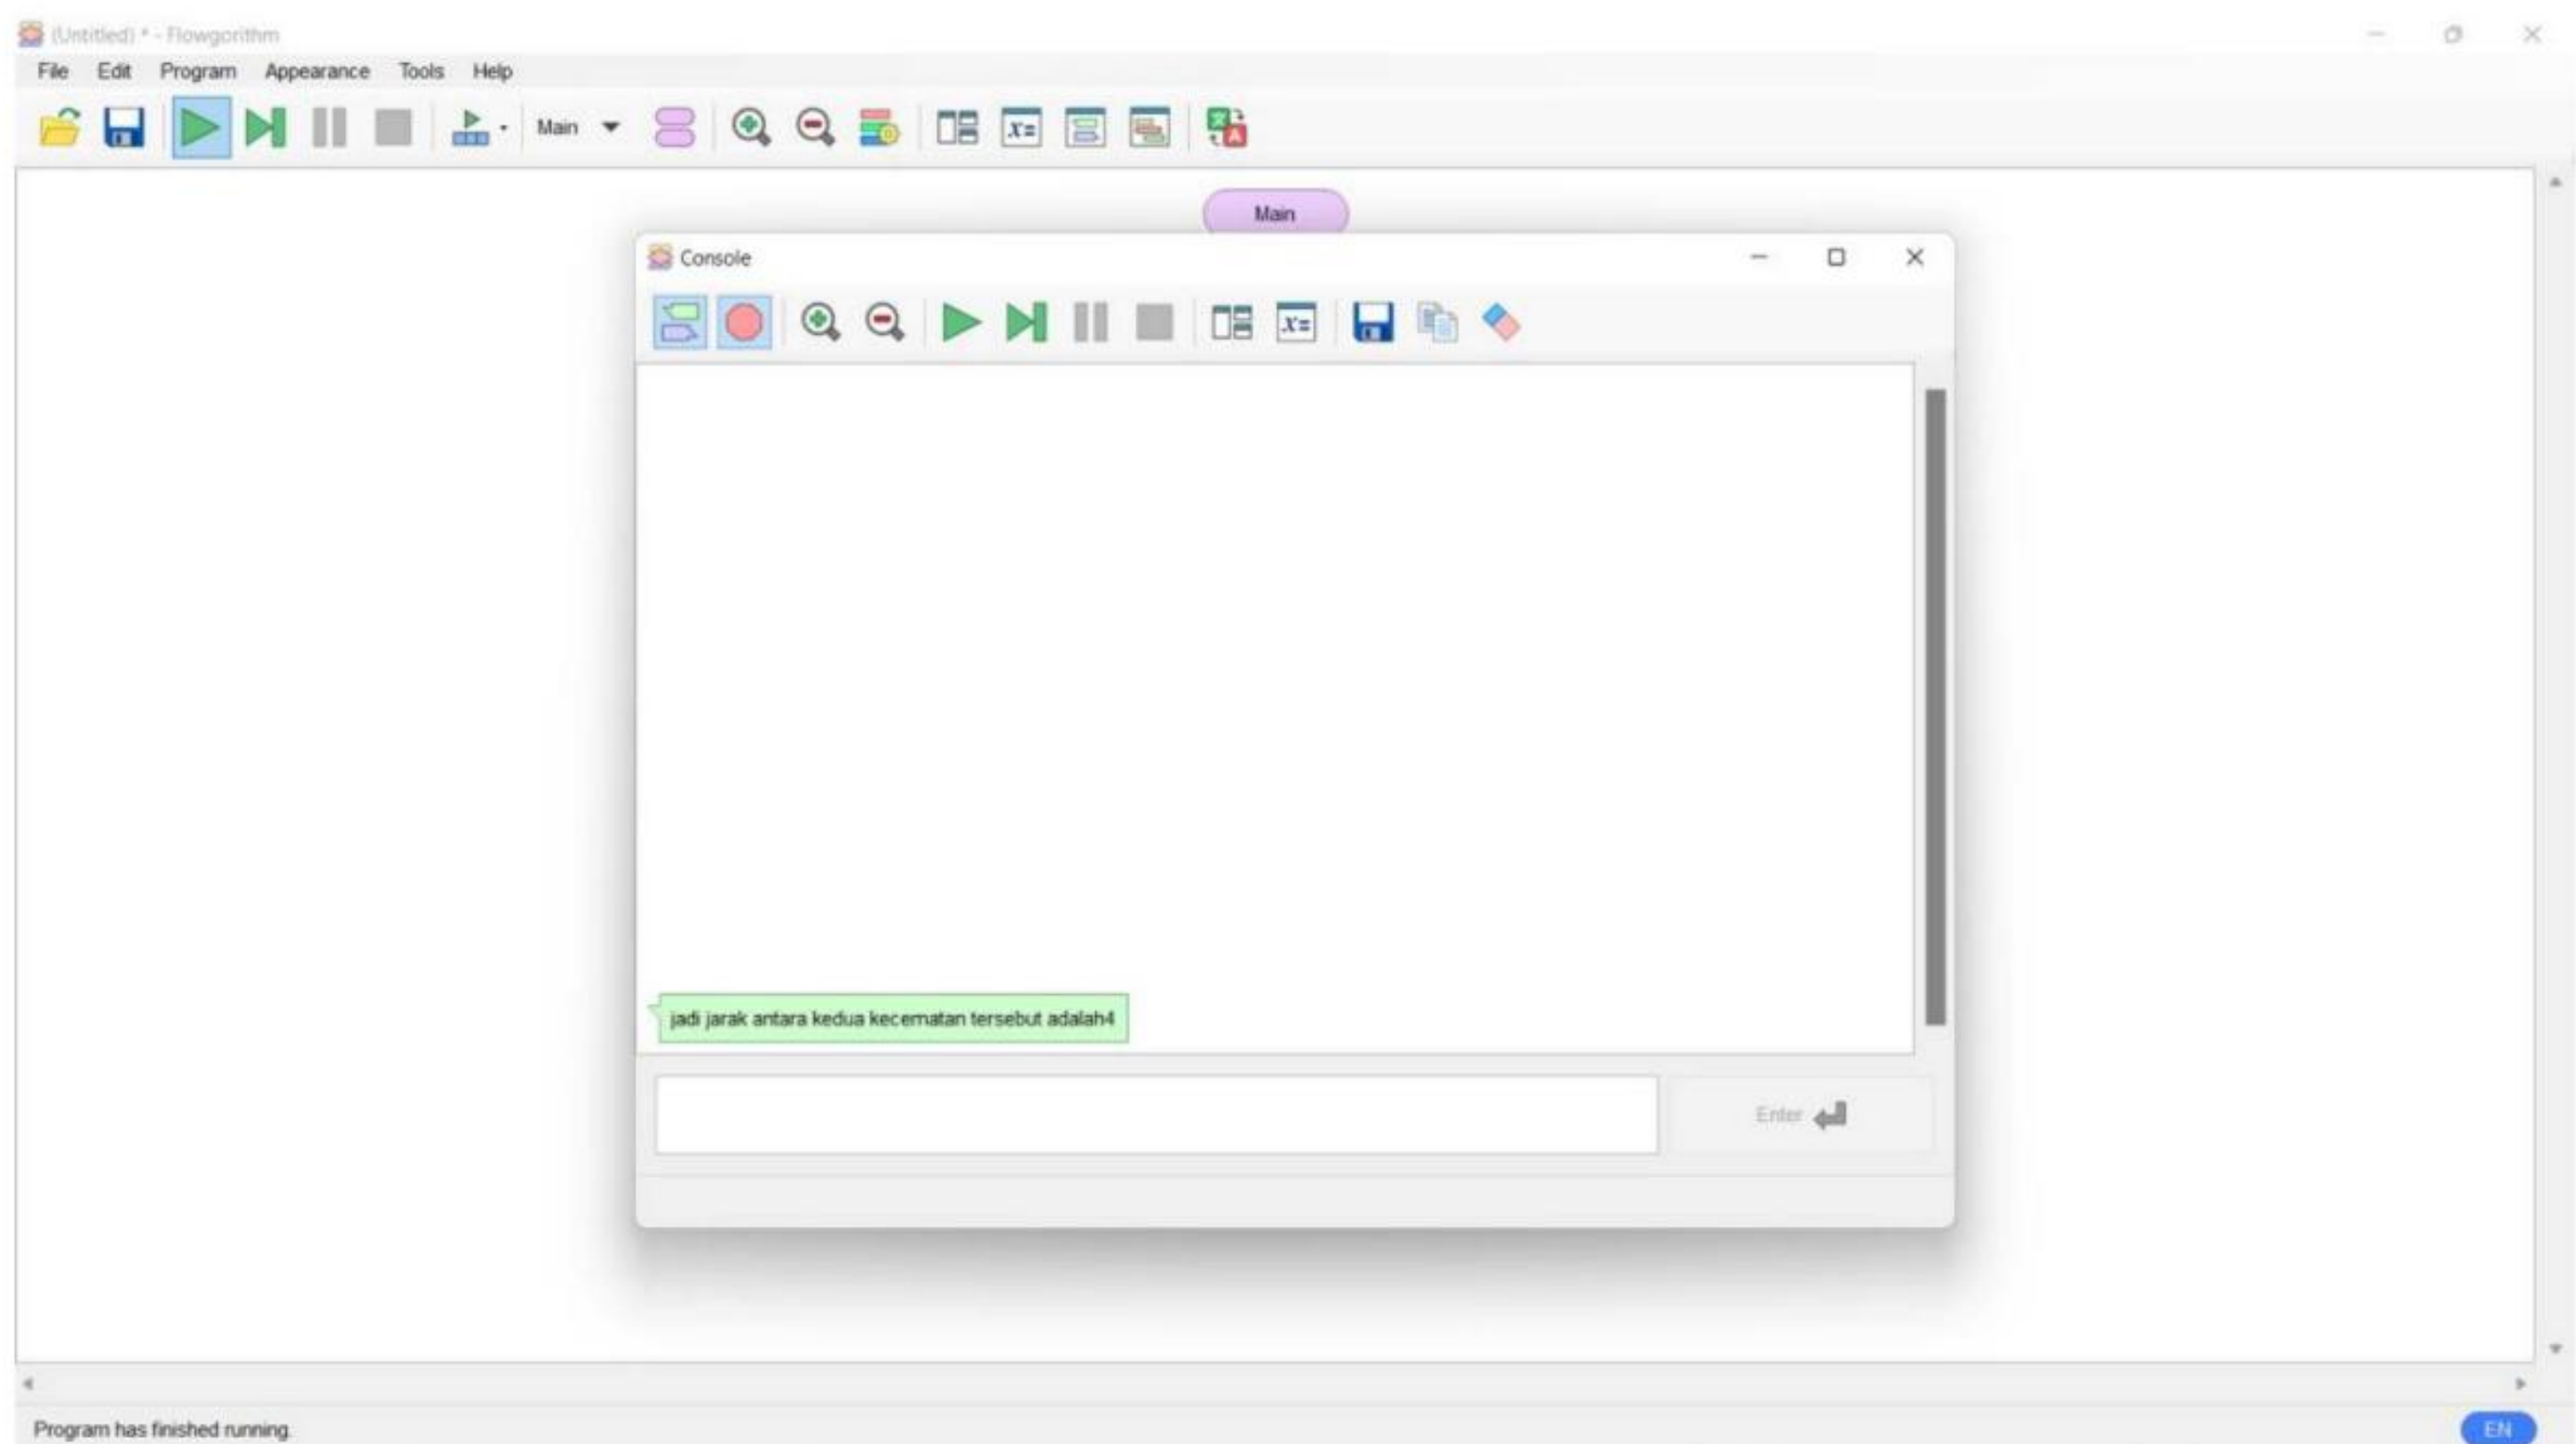 (Untitled) * - Flowgorithm
File Edit Program Appearance Tools Help
Main
x=
Main
Console
x=
jadi jarak antara kedua kecematan tersebut adalah4
Enter
Program has finished running.
EN